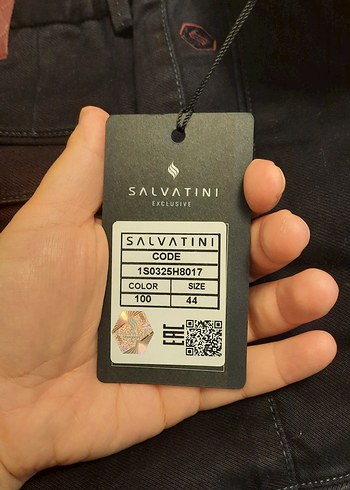 SALVATINI
EXCLUSIVE
SALVATINI
CODE
1S0325H8017
COLOR SIZE
100 44
EAC